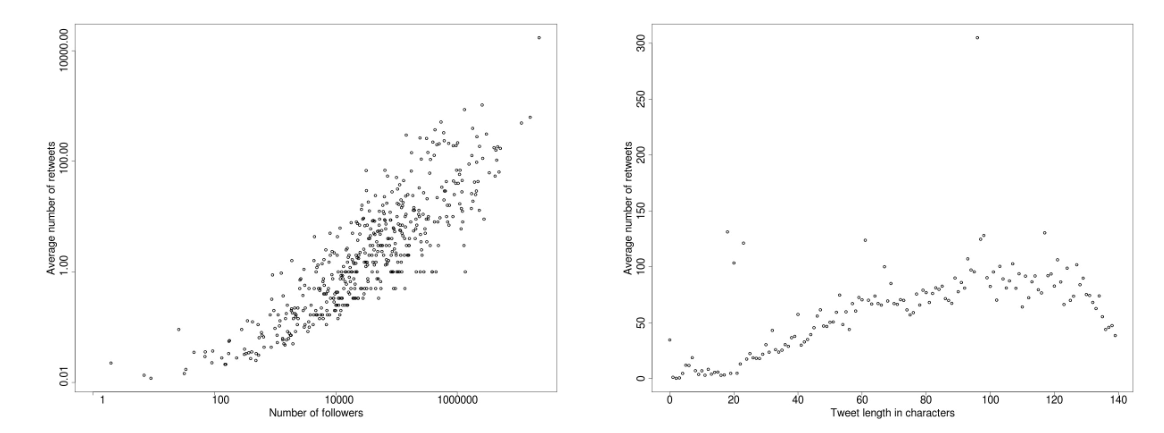 10000.00
100.00
1.00
0.01
Average number of retweets
1 100 10000 1000000
Number of followers
300
250
200
150
100
50
0
Average number of retweets
0 20 40 60 80 100 120 140
Tweet length in characters